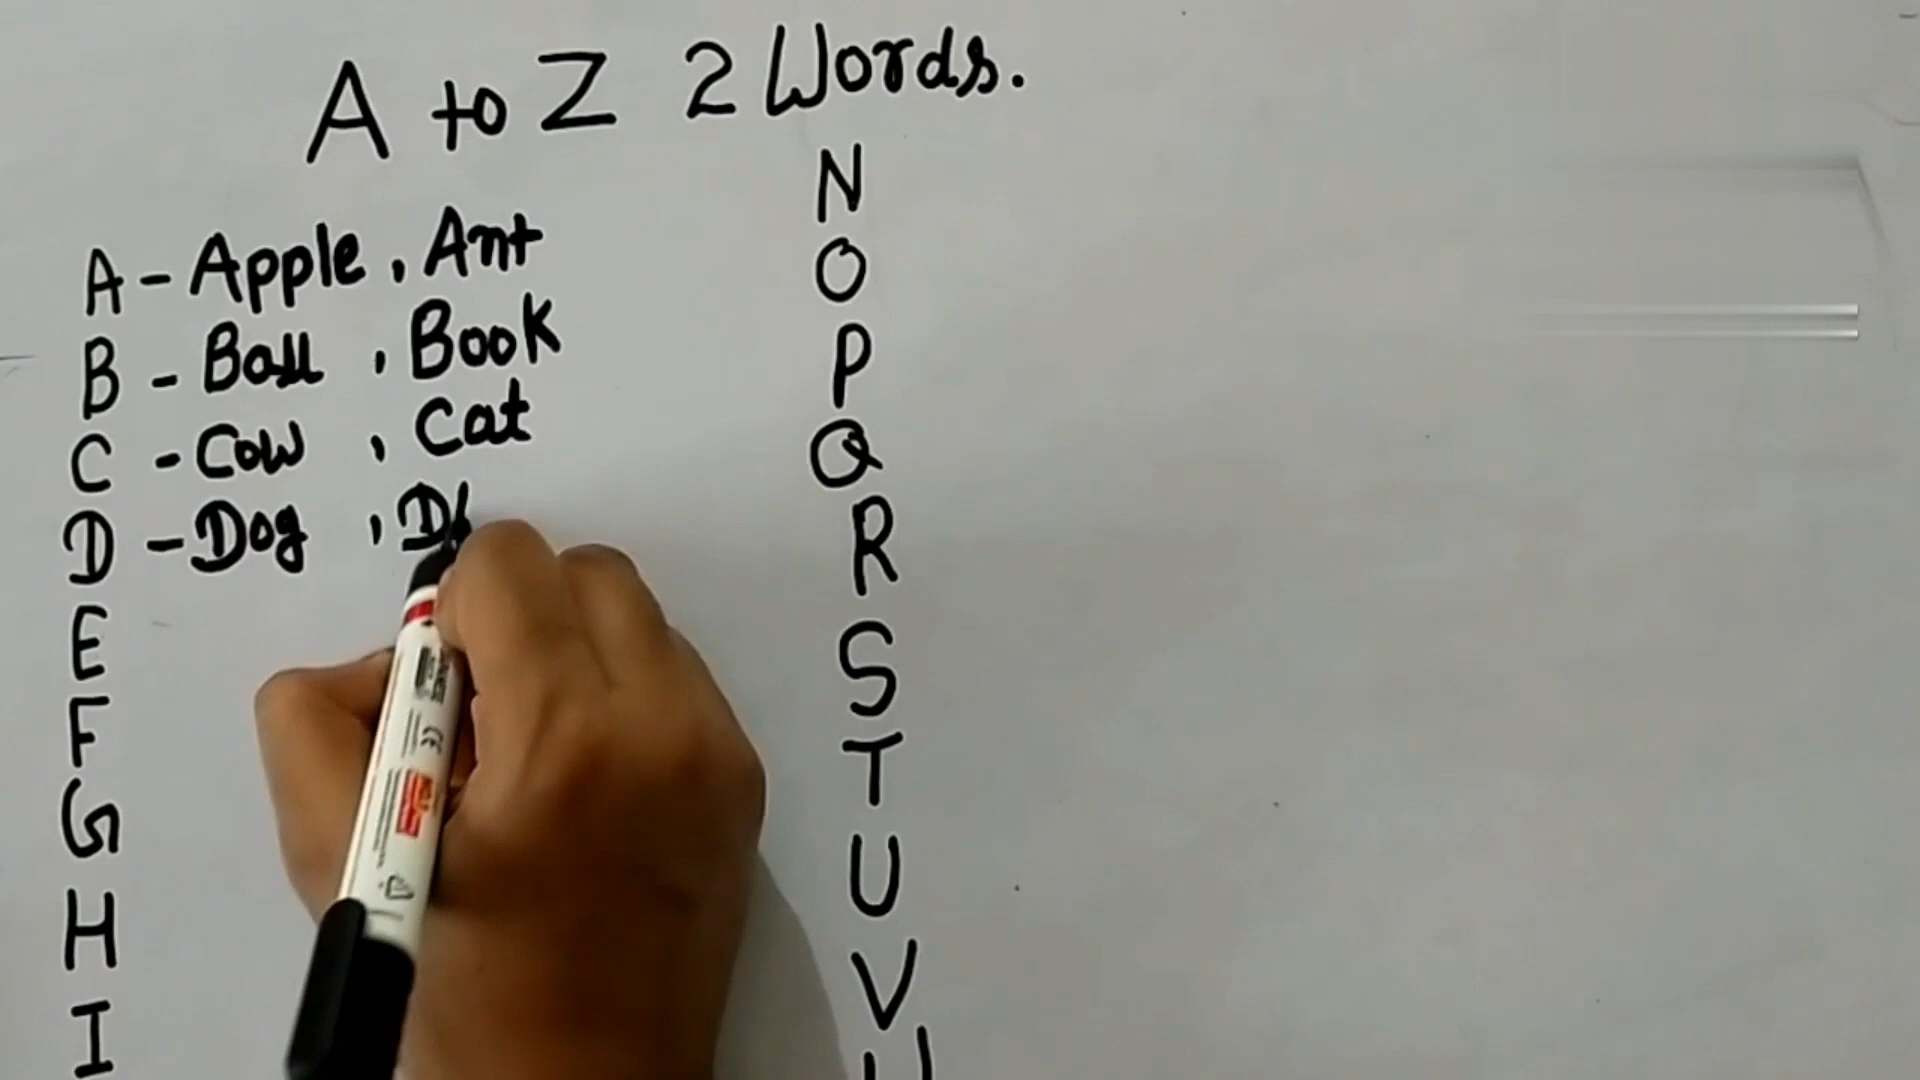 A to Z 2 Words.
A - Apple, Ant
B - Ball, Book
C - Cow, Cat
D - Dog, D
E
F
G
H
I
N
O
P
Q
R
S
T
U
V